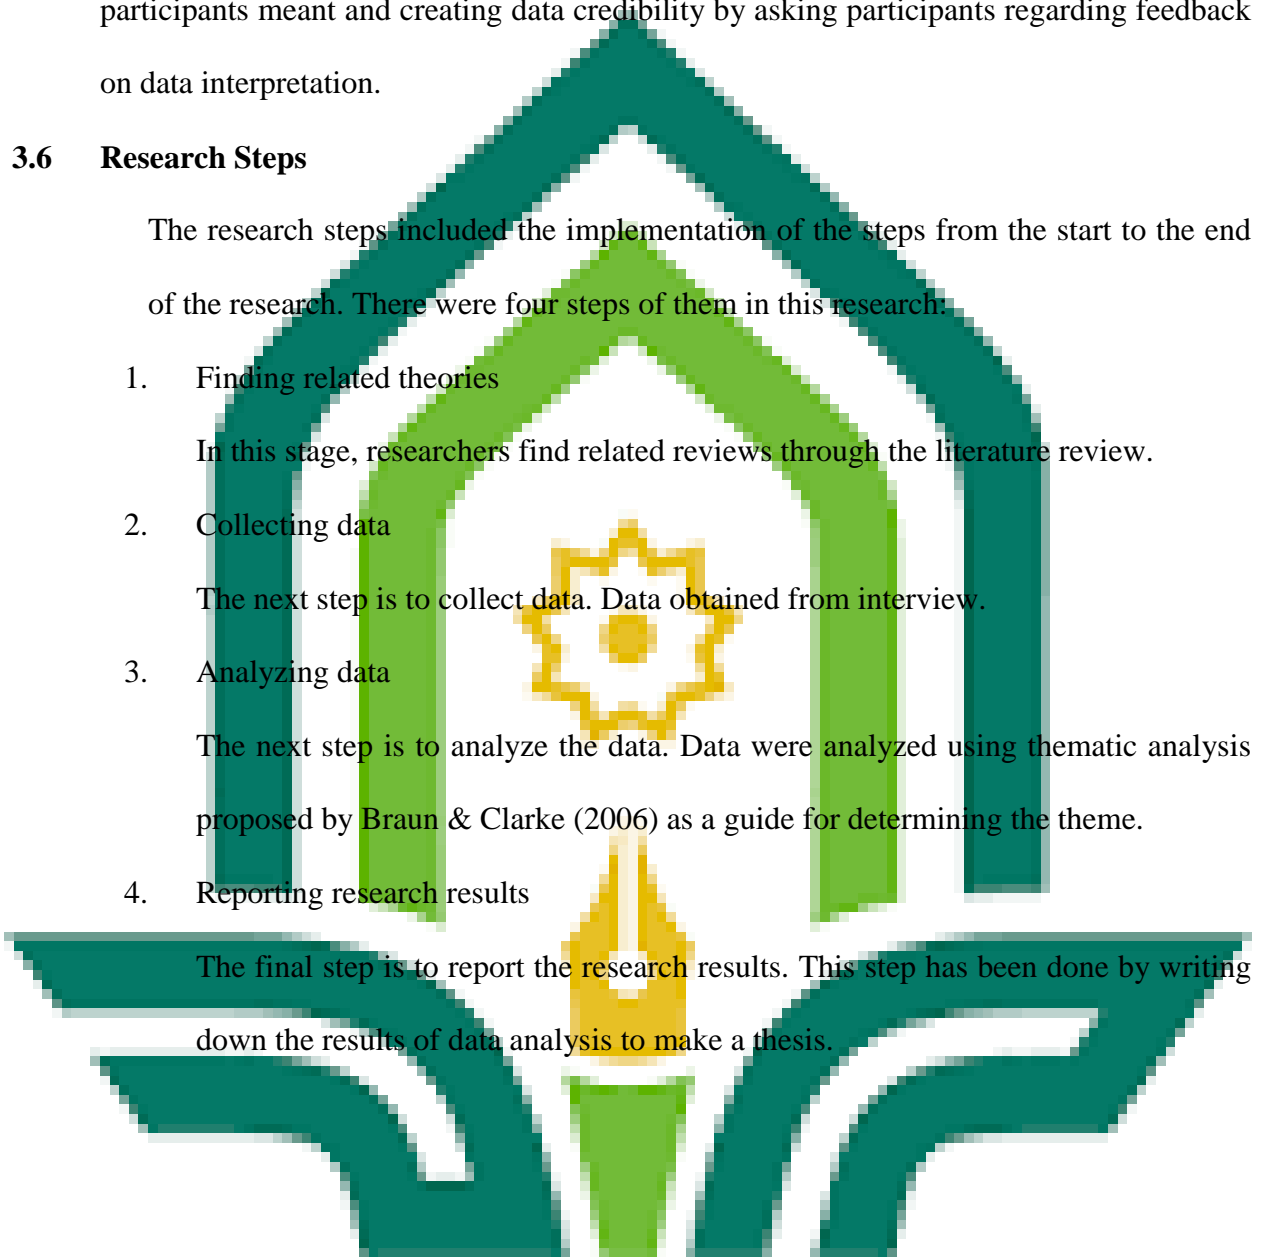 participants meant and creating data credibility by asking participants regarding feedback
on data interpretation.
3.6 Research Steps
The research steps included the implementation of the steps from the start to the end
of the research. There were four steps of them in this research:
1. Finding related theories
In this stage, researchers find related reviews through the literature review.
2. Collecting data
The next step is to collect data. Data obtained from interview.
3. Analyzing data
The next step is to analyze the data. Data were analyzed using thematic analysis
proposed by Braun & Clarke (2006) as a guide for determining the theme.
4. Reporting research results
The final step is to report the research results. This step has been done by writing
down the results of data analysis to make a thesis.